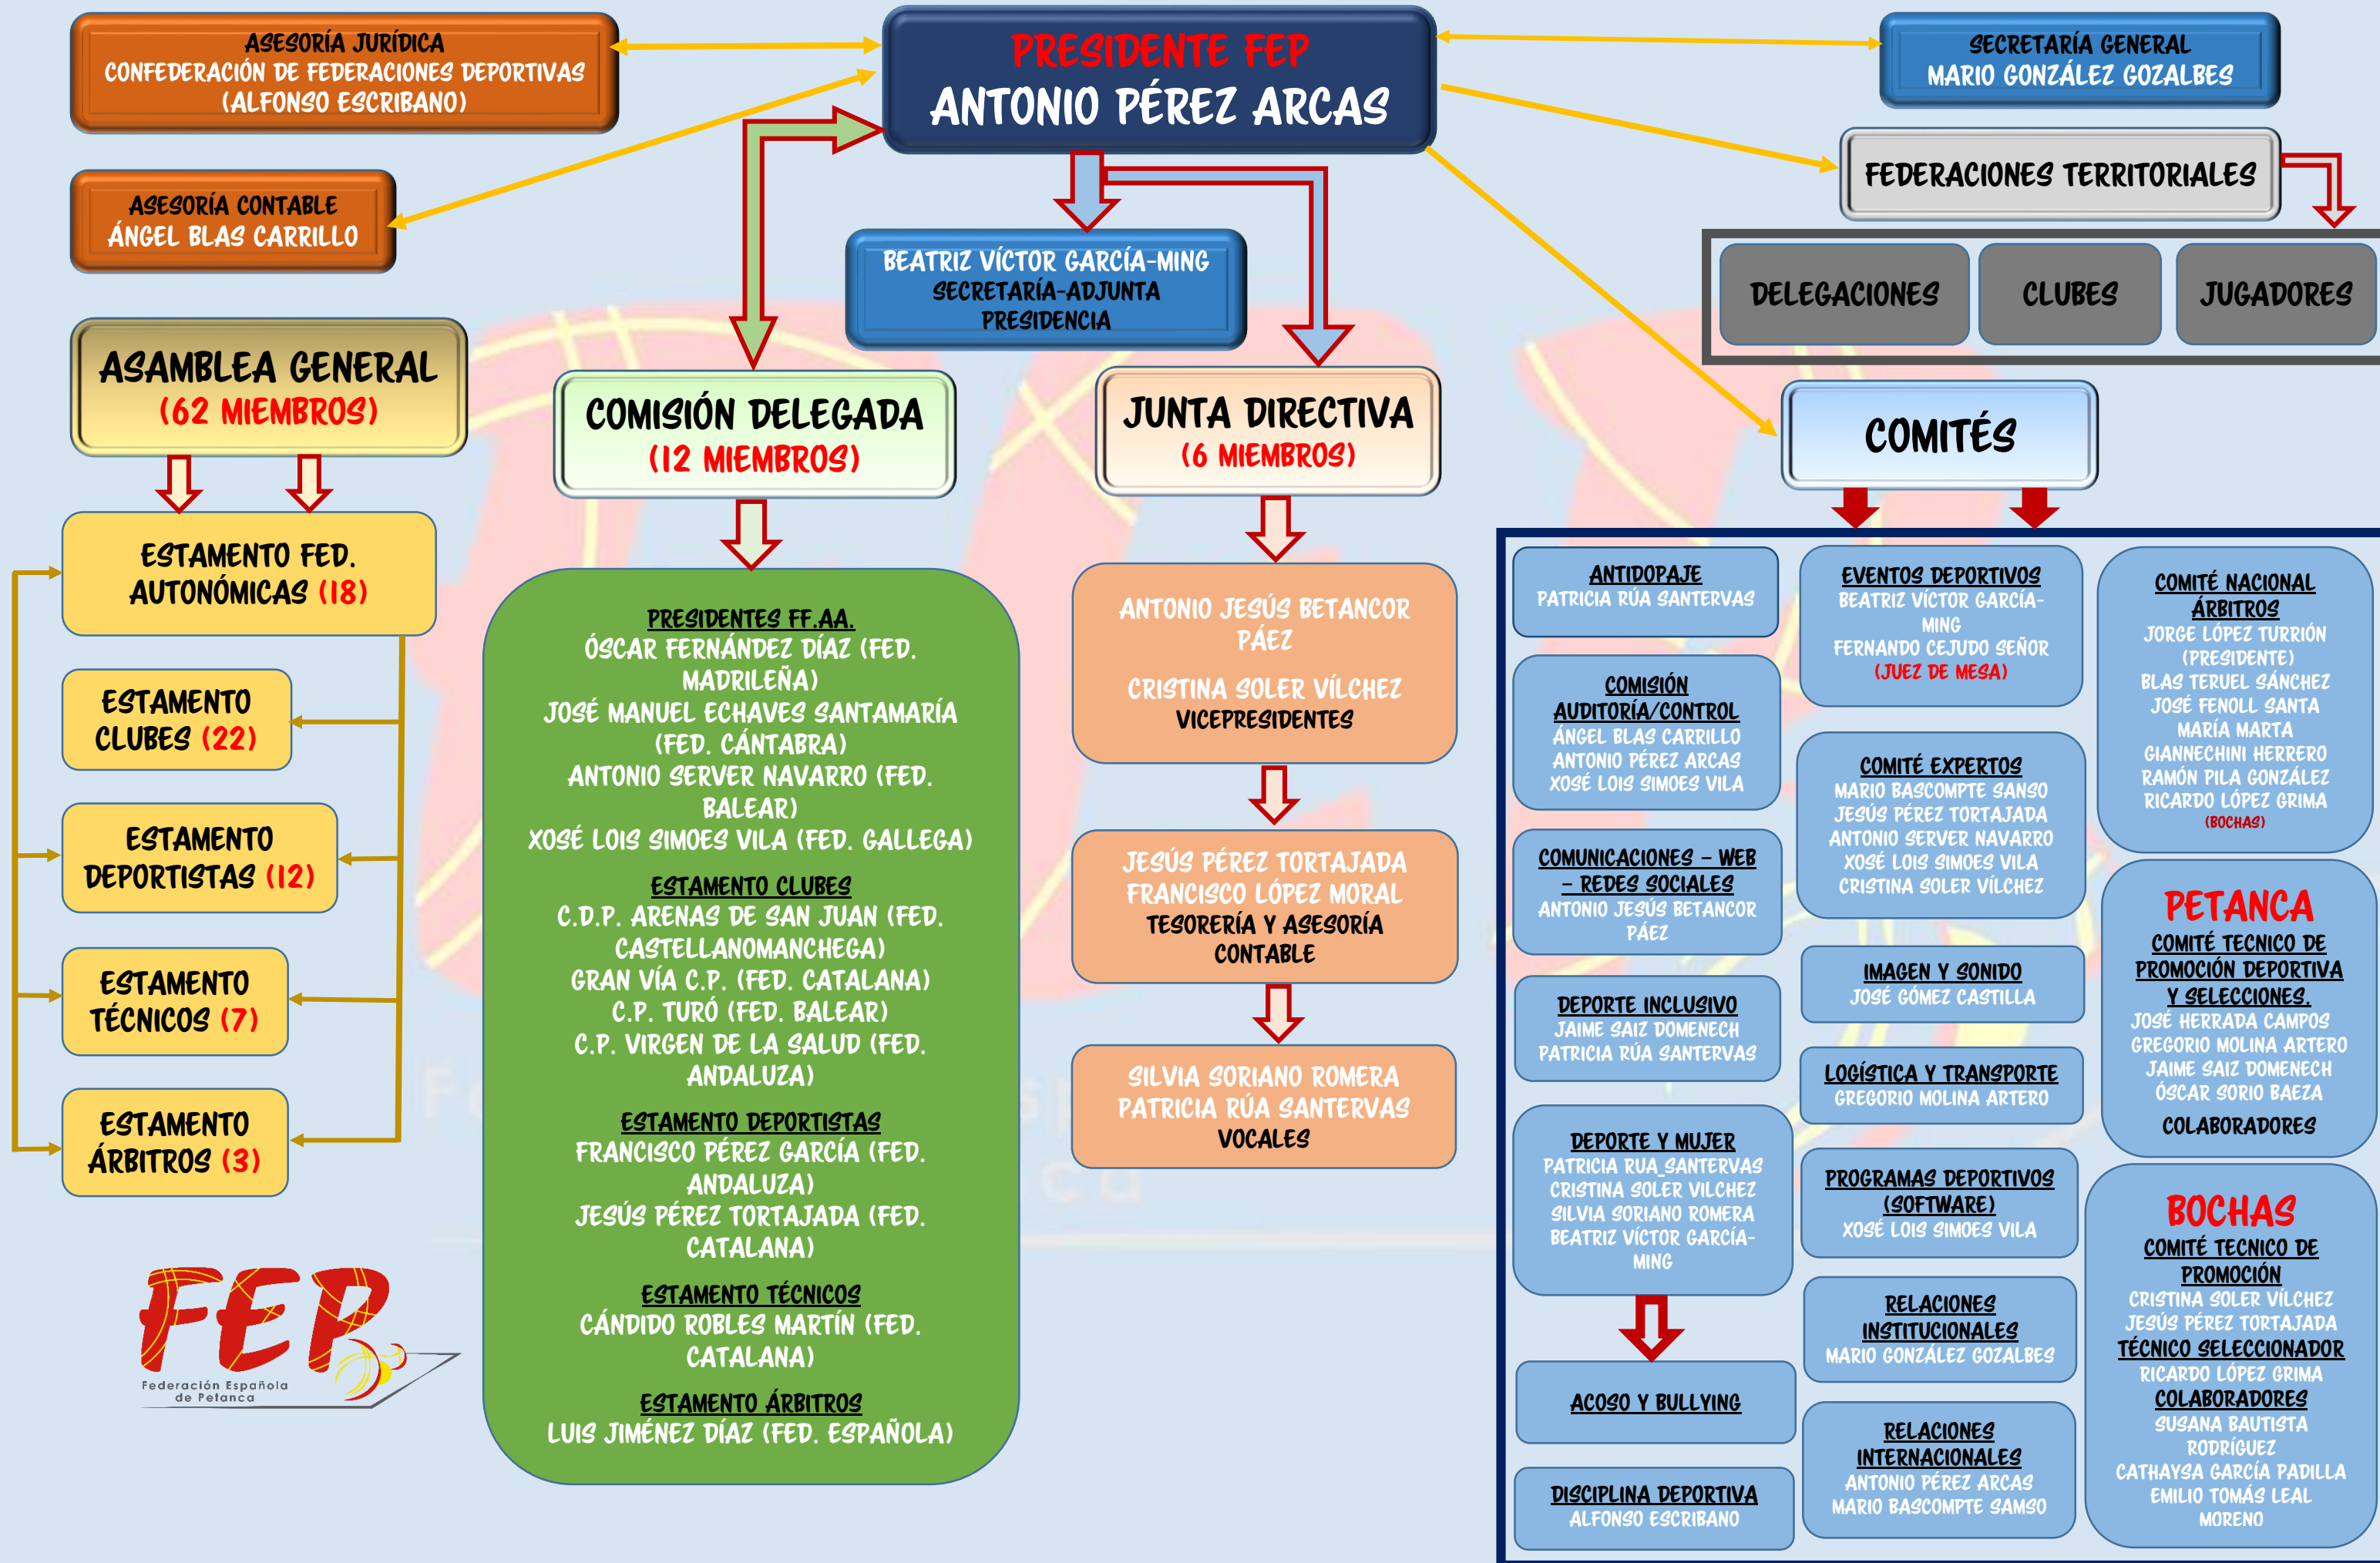 ASESORÍA JURÍDICA
CONFEDERACIÓN DE FEDERACIONES DEPORTIVAS
(ALFONSO ESCRIBANO)
PRESIDENTE FEP
ANTONIO PÉREZ ARCAS
SECRETARÍA GENERAL
MARIO GONZÁLEZ GOZALBES
ASESORÍA CONTABLE
ÁNGEL BLAS CARRILLO
BEATRIZ VÍCTOR GARCÍA-MING
SECRETARÍA-ADJUNTA
PRESIDENCIA
FEDERACIONES TERRITORIALES
DELEGACIONES
CLUBES
JUGADORES
ASAMBLEA GENERAL
(62 MIEMBROS)
ESTAMENTO FED.
AUTONÓMICAS (18)
ESTAMENTO
CLUBES (22)
ESTAMENTO
DEPORTISTAS (12)
ESTAMENTO
TÉCNICOS (7)
ESTAMENTO
ÁRBITROS (3)
FEP
Federación Española
de Petanca
COMISIÓN DELEGADA
(12 MIEMBROS)
PRESIDENTES FF.AA.
ÓSCAR FERNÁNDEZ DÍAZ (FED.
MADRILEÑA)
JOSÉ MANUEL ECHAVES SANTAMARÍA
(FED. CÁNTABRA)
ANTONIO SERVER NAVARRO (FED.
BALEAR)
XOSÉ LOIS SIMOES VILA (FED. GALLEGA)
ESTAMENTO CLUBES
C.D.P. ARENAS DE SAN JUAN (FED.
CASTELLANOMANCHEGA)
GRAN VÍA C.P. (FED. CATALANA)
C.P. TURÓ (FED. BALEAR)
C.P. VIRGEN DE LA SALUD (FED.
ANDALUZA)
ESTAMENTO DEPORTISTAS
FRANCISCO PÉREZ GARCÍA (FED.
ANDALUZA)
JESÚS PÉREZ TORTAJADA (FED.
CATALANA)
ESTAMENTO TÉCNICOS
CÁNDIDO ROBLES MARTÍN (FED.
CATALANA)
ESTAMENTO ÁRBITROS
LUIS JIMÉNEZ DÍAZ (FED. ESPAÑOLA)
JUNTA DIRECTIVA
(6 MIEMBROS)
ANTONIO JESÚS BETANCOR
PÁEZ
CRISTINA SOLER VÍLCHEZ
VICEPRESIDENTES
JESÚS PÉREZ TORTAJADA
FRANCISCO LÓPEZ MORAL
TESORERÍA Y ASESORÍA
CONTABLE
SILVIA SORIANO ROMERA
PATRICIA RÚA SANTERVAS
VOCALES
COMITÉS
ANTIDOPAJE
PATRICIA RÚA SANTERVAS
COMISIÓN
AUDITORÍA/CONTROL
ÁNGEL BLAS CARRILLO
ANTONIO PÉREZ ARCAS
XOSÉ LOIS SIMOES VILA
COMUNICACIONES - WEB
- REDES SOCIALES
ANTONIO JESÚS BETANCOR
PÁEZ
DEPORTE INCLUSIVO
JAIME SAIZ DOMENECH
PATRICIA RÚA SANTERVAS
DEPORTE Y MUJER
PATRICIA RUA SANTERVAS
CRISTINA SOLER VILCHEZ
SILVIA SORIANO ROMERA
BEATRIZ VÍCTOR GARCÍA-
MING
ACOSO Y BULLYING
DISCIPLINA DEPORTIVA
ALFONSO ESCRIBANO
EVENTOS DEPORTIVOS
BEATRIZ VÍCTOR GARCÍA-
MING
FERNANDO CEJUDO SEÑOR
(JUEZ DE MESA)
COMITÉ EXPERTOS
MARIO BASCOMPTE SANSO
JESÚS PÉREZ TORTAJADA
ANTONIO SERVER NAVARRO
XOSÉ LOIS SIMOES VILA
CRISTINA SOLER VÍLCHEZ
IMAGEN Y SONIDO
JOSÉ GÓMEZ CASTILLA
LOGÍSTICA Y TRANSPORTE
GREGORIO MOLINA ARTERO
PROGRAMAS DEPORTIVOS
(SOFTWARE)
XOSÉ LOIS SIMOES VILA
RELACIONES
INSTITUCIONALES
MARIO GONZÁLEZ GOZALBES
RELACIONES
INTERNACIONALES
ANTONIO PÉREZ ARCAS
MARIO BASCOMPTE SAMSO
COMITÉ NACIONAL
ÁRBITROS
JORGE LÓPEZ TURRIÓN
(PRESIDENTE)
BLAS TERUEL SÁNCHEZ
JOSÉ FENOLL SANTA
MARÍA MARTA
GIANNECHINI HERRERO
RAMÓN PILA GONZÁLEZ
RICARDO LÓPEZ GRIMA
(BOCHAS)
PETANCA
COMITÉ TECNICO DE
PROMOCIÓN DEPORTIVA
Y SELECCIONES.
JOSÉ HERRADA CAMPOS
GREGORIO MOLINA ARTERO
JAIME SAIZ DOMENECH
ÓSCAR SORIO BAEZA
COLABORADORES
BOCHAS
COMITÉ TECNICO DE
PROMOCIÓN
CRISTINA SOLER VÍLCHEZ
JESÚS PÉREZ TORTAJADA
TÉCNICO SELECCIONADOR
RICARDO LÓPEZ GRIMA
COLABORADORES
SUSANA BAUTISTA
RODRÍGUEZ
CATHAYSA GARCÍA PADILLA
EMILIO TOMÁS LEAL
MORENO